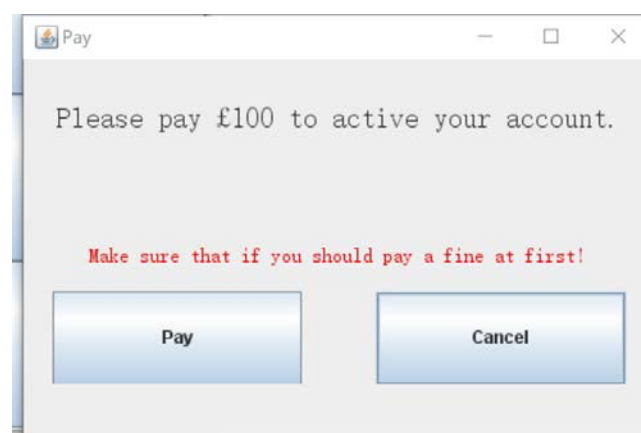 Pay
Please pay £100 to active your account.
Make sure that if you should pay a fine at first!
Pay
Cancel